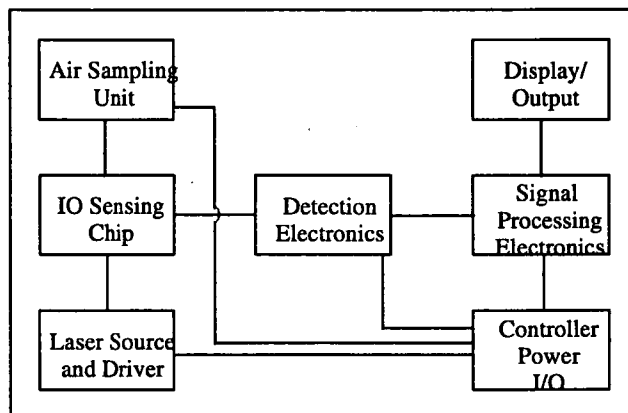 Air Sampling
Unit
Display/
Output
IO Sensing
Chip
Detection
Electronics
Signal
Processing
Electronics
Laser Source
and Driver
Controller
Power
I/O